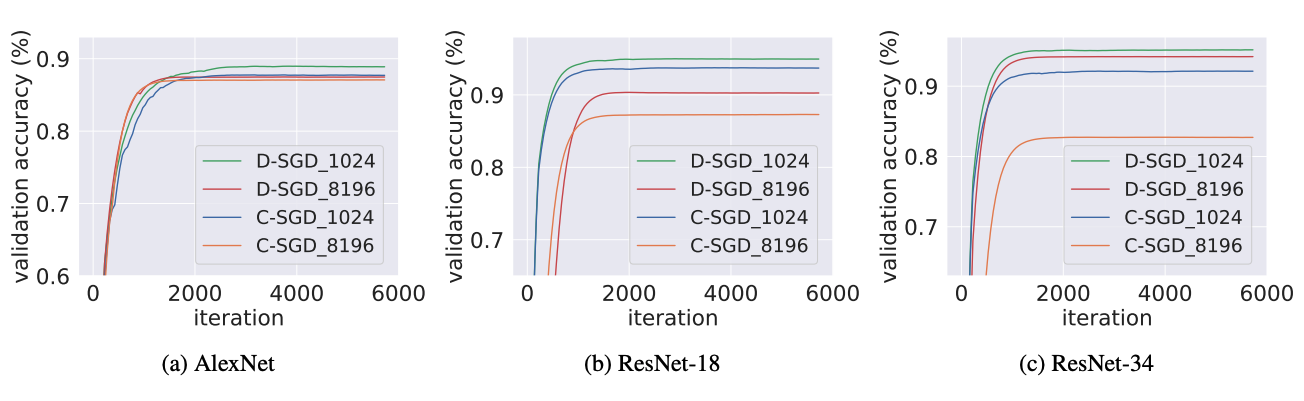 validation accuracy (%)
0.9
0.8
0.7
0.6
D-SGD_1024
D-SGD_8196
C-SGD_1024
C-SGD_8196
0 2000 4000 6000
iteration
(a) AlexNet
validation accuracy (%)
0.9
0.8
0.7
D-SGD_1024
D-SGD_8196
C-SGD_1024
C-SGD_8196
0 2000 4000 6000
iteration
(b) ResNet-18
validation accuracy (%)
0.9
0.8
0.7
D-SGD_1024
D-SGD_8196
C-SGD_1024
C-SGD_8196
0 2000 4000 6000
iteration
(c) ResNet-34